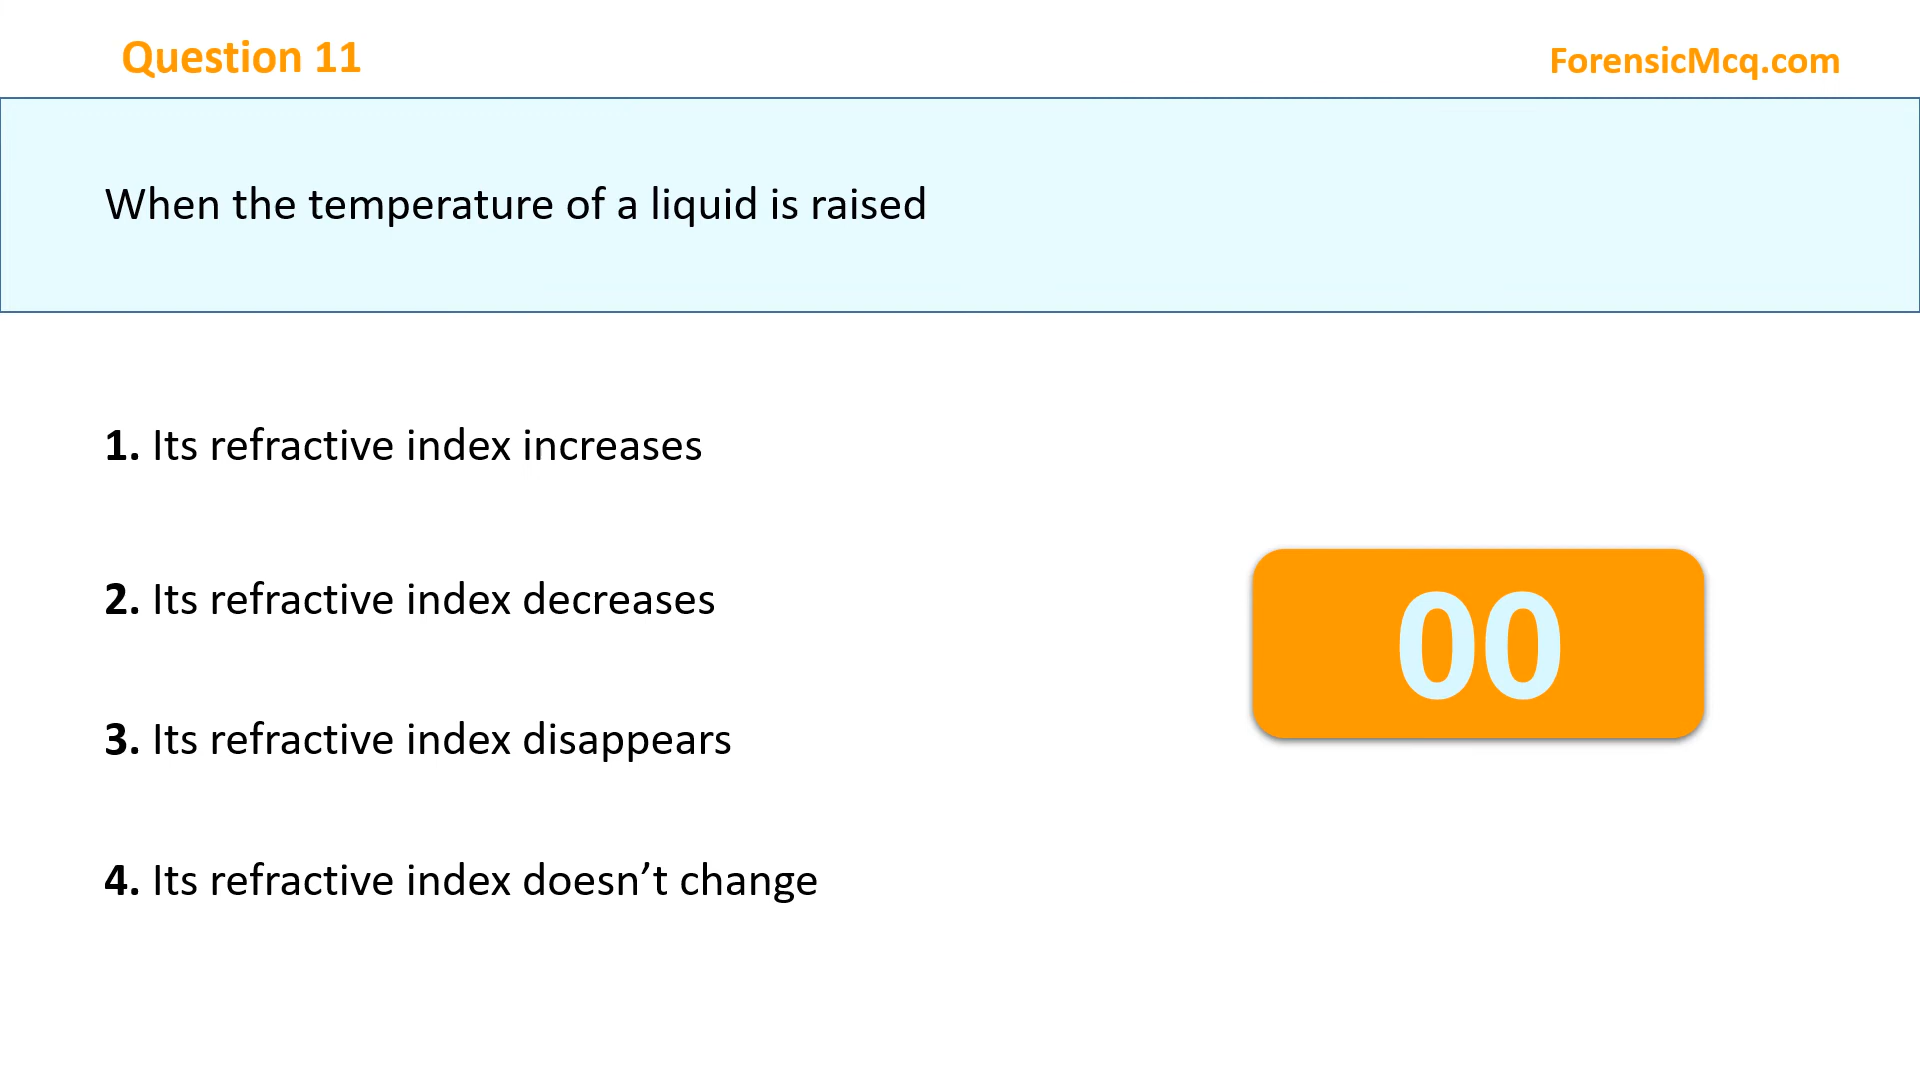 Question 11
ForensicMcq.com
When the temperature of a liquid is raised
1. Its refractive index increases
2. Its refractive index decreases
3. Its refractive index disappears
4. Its refractive index doesn’t change
00